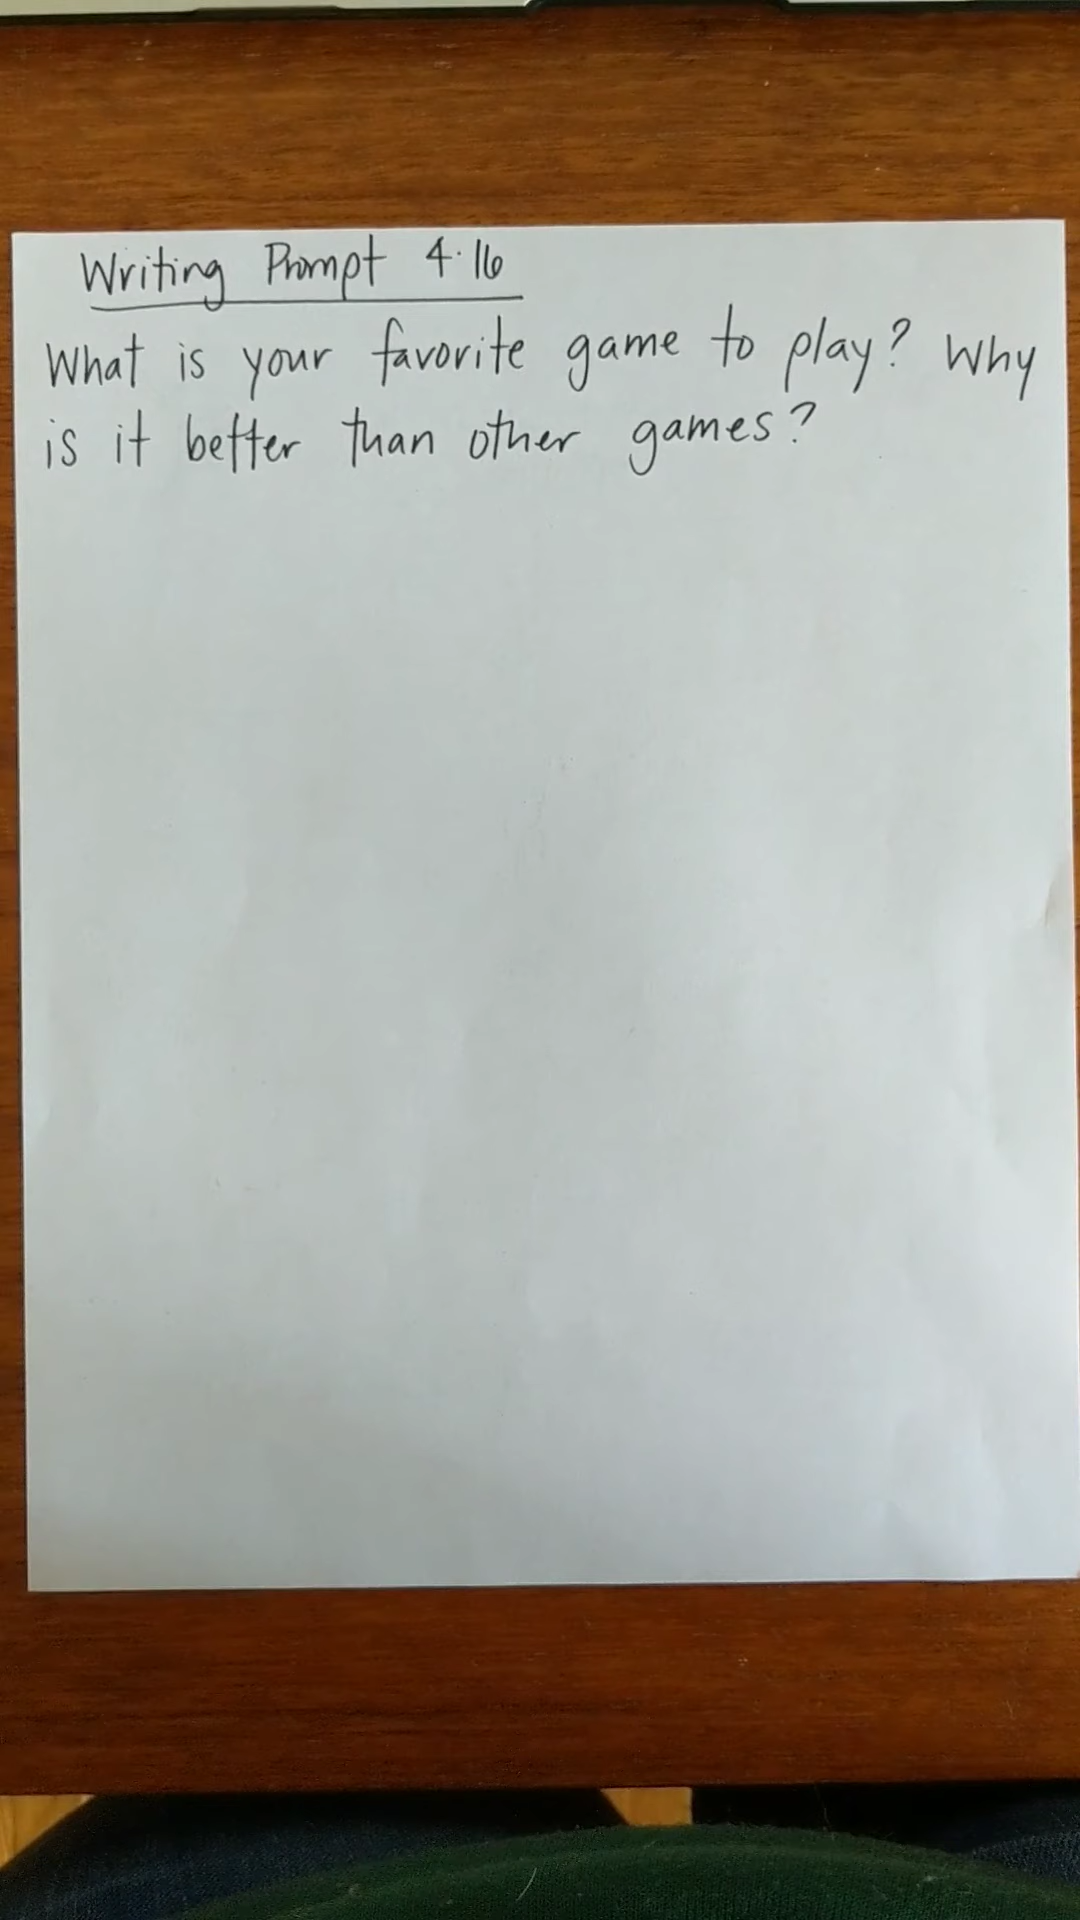 Writing Prompt 4.16
What is your favorite game to play? Why
is it better than other games?